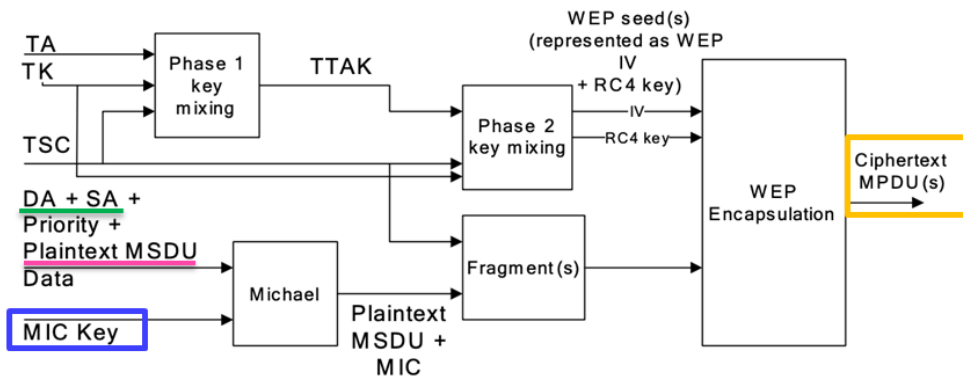 TA
TK
TSC
DA + SA +
Priority +
Plaintext MSDU
Data
MIC Key
Phase 1
key
mixing
TTAK
Michael
Plaintext
MSDU +
MIC
WEP seed(s)
(represented as WEP
IV
+ RC4 key)
IV
RC4 key
Phase 2
key mixing
Fragment(s)
WEP
Encapsulation
Ciphertext
MPDU(s)